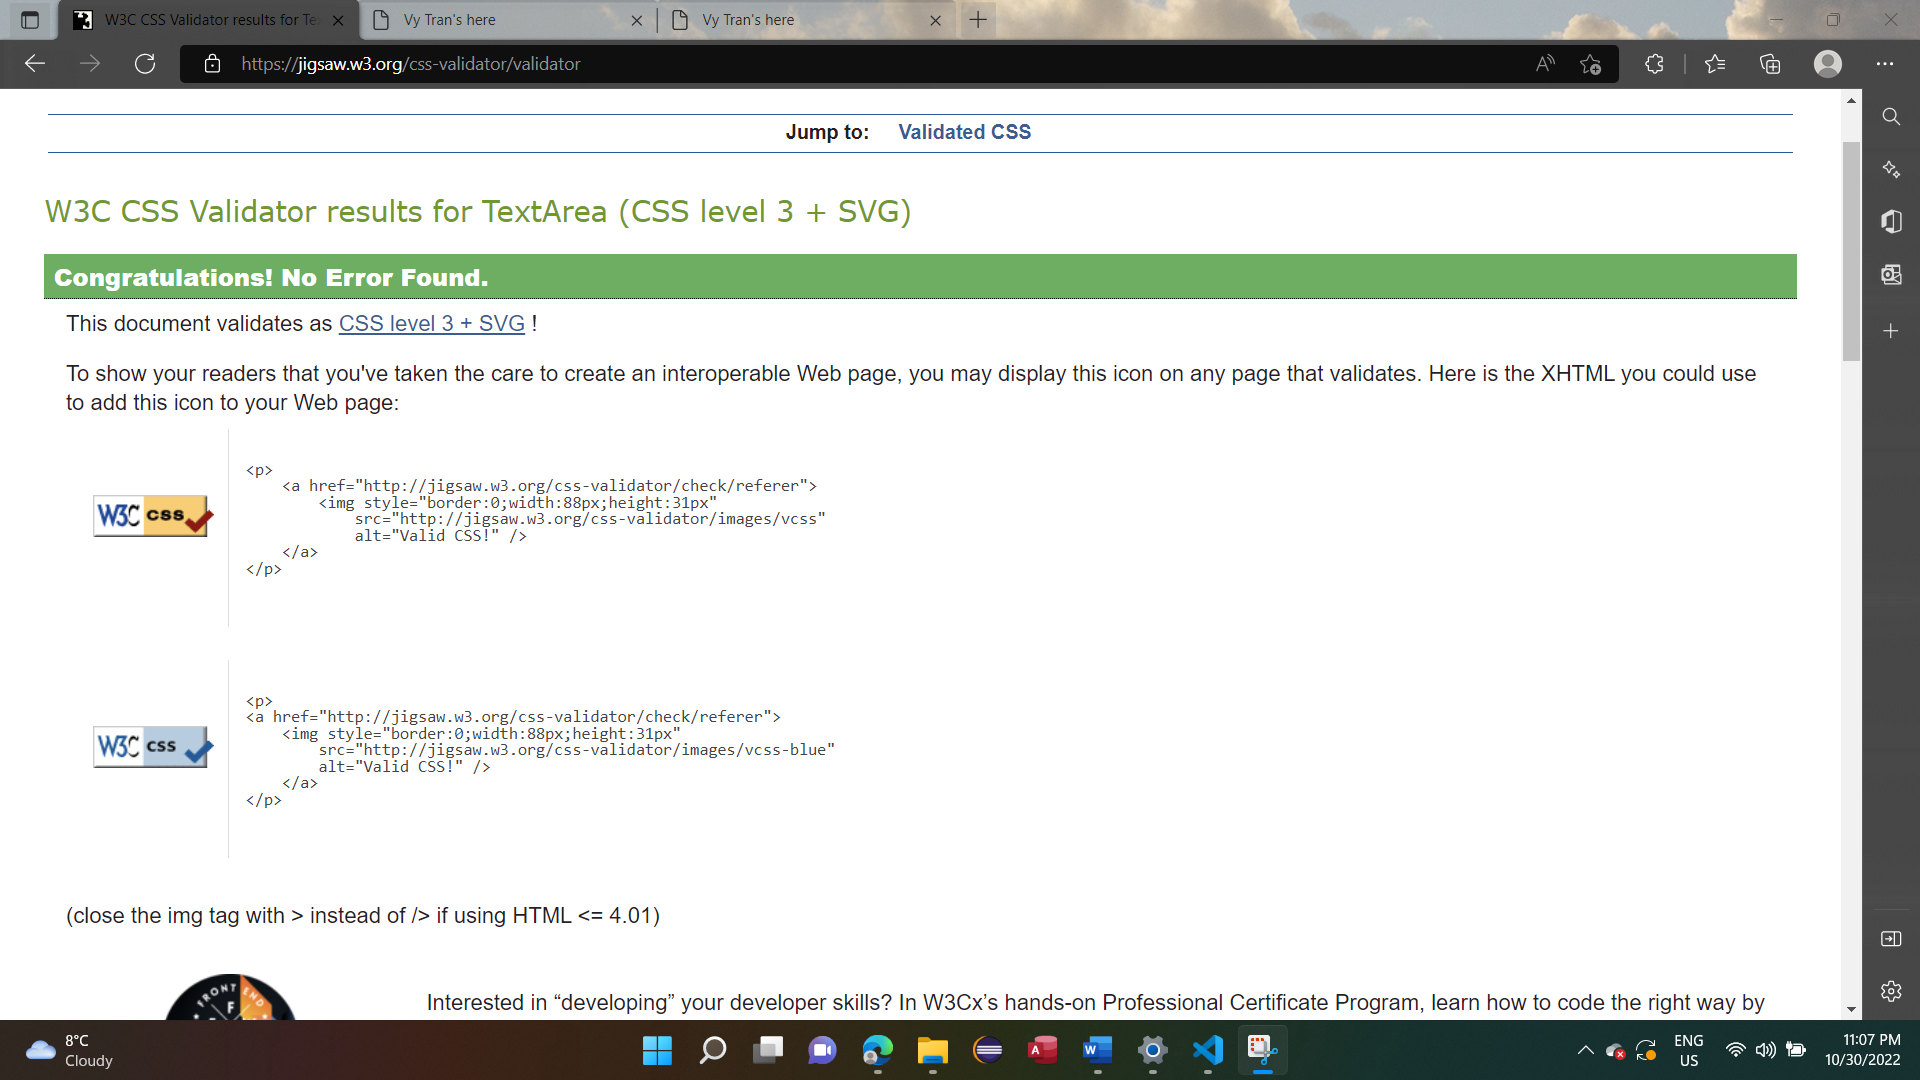 W3C CSS Validator results for Te
Vy Tran's here
Vy Tran's here
https://jigsaw.w3.org/css-validator/validator
Jump to: Validated CSS
W3C CSS Validator results for TextArea (CSS level 3 + SVG)
Congratulations! No Error Found.
This document validates as CSS level 3 + SVG !
To show your readers that you've taken the care to create an interoperable Web page, you may display this icon on any page that validates. Here is the XHTML you could use
to add this icon to your Web page:
W3C css
<p>
<a href="http://jigsaw.w3.org/css-validator/check/referer">
<img style="border:0;width:88px;height:31px"
src="http://jigsaw.w3.org/css-validator/images/vcss"
alt="Valid CSS!" />
</a>
</p>
W3C css
<p>
<a href="http://jigsaw.w3.org/css-validator/check/referer">
<img style="border:0;width:88px;height:31px"
src="http://jigsaw.w3.org/css-validator/images/vcss-blue"
alt="Valid CSS!" />
</a>
</p>
(close the img tag with > instead of /> if using HTML <= 4.01)
FRONT END
F
Interested in “developing” your developer skills? In W3Cx’s hands-on Professional Certificate Program, learn how to code the right way by
8°C
Cloudy
ENG
US
11:07 PM
10/30/2022